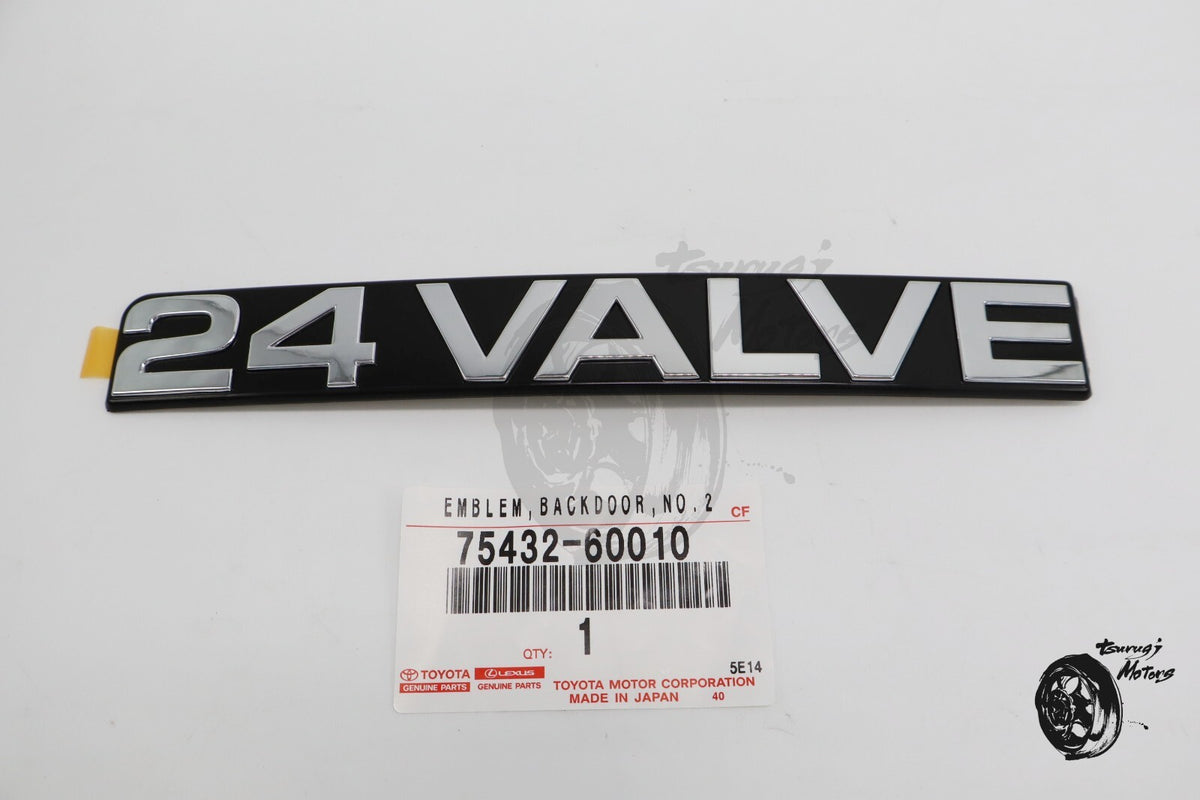 tsurugi
Motors
24 VALVE
EMBLEM, BACKDOOR, NO. 2 CF
75432-60010
1
QTY:
5E14
TOYOTA LEXUS
GENUINE PARTS GENUINE PARTS
TOYOTA MOTOR CORPORATION
MADE IN JAPAN 40
tsurugi
Motors